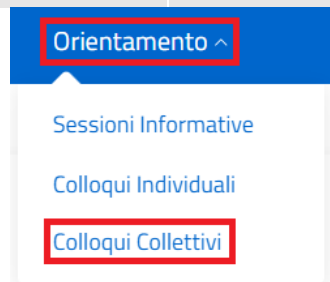 Orientamento
Sessioni Informative
Colloqui Individuali
Colloqui Collettivi